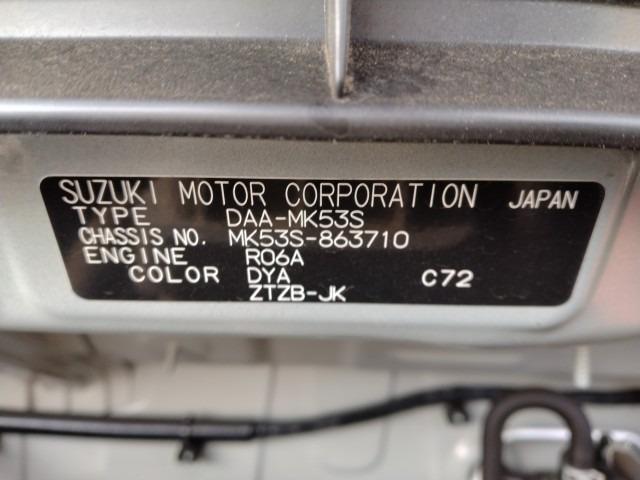 SUZUKI MOTOR CORPORATION JAPAN
TYPE DAA-MK53S
CHASSIS NO. MK53S-863710
ENGINE R06A
COLOR DYA C72
ZTZB-JK